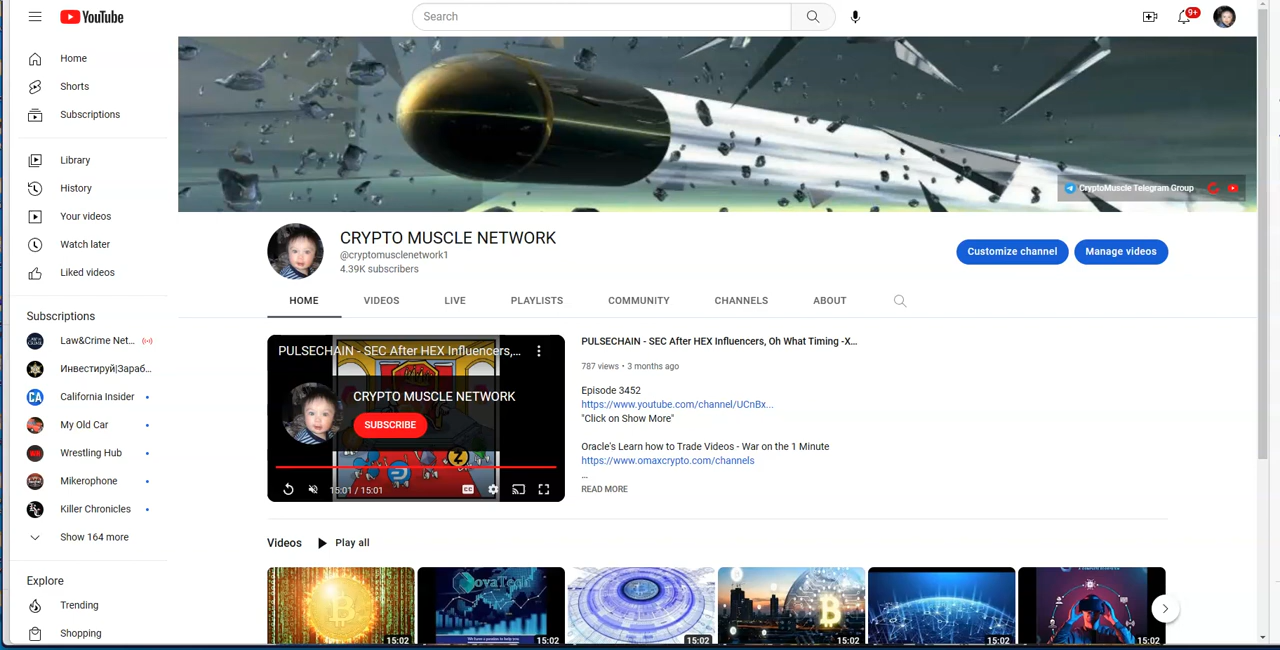 YouTube
Search
9+
Home
Shorts
Subscriptions
Library
History
Your videos
Watch later
Liked videos
Subscriptions
Law&Crime Net...
Инвестируй|Зараб...
California Insider
My Old Car
Wrestling Hub
Mikerophone
Killer Chronicles
Show 164 more
Explore
Trending
Shopping
CryptoMuscle Telegram Group
CRYPTO MUSCLE NETWORK
@cryptomusclenetwork1
4.39K subscribers
Customize channel
Manage videos
HOME
VIDEOS
LIVE
PLAYLISTS
COMMUNITY
CHANNELS
ABOUT
PULSECHAIN - SEC After HEX Influencers,...
CRYPTO MUSCLE NETWORK
SUBSCRIBE
15:01 / 15:01
CC
PULSECHAIN - SEC After HEX Influencers, Oh What Timing -X...
787 views • 3 months ago
Episode 3452
https://www.youtube.com/channel/UCnBx...
"Click on Show More"
Oracle's Learn how to Trade Videos - War on the 1 Minute
https://www.omaxcrypto.com/channels
...
READ MORE
Videos
Play all
15:02
15:02
15:02
15:02
15:02
15:02